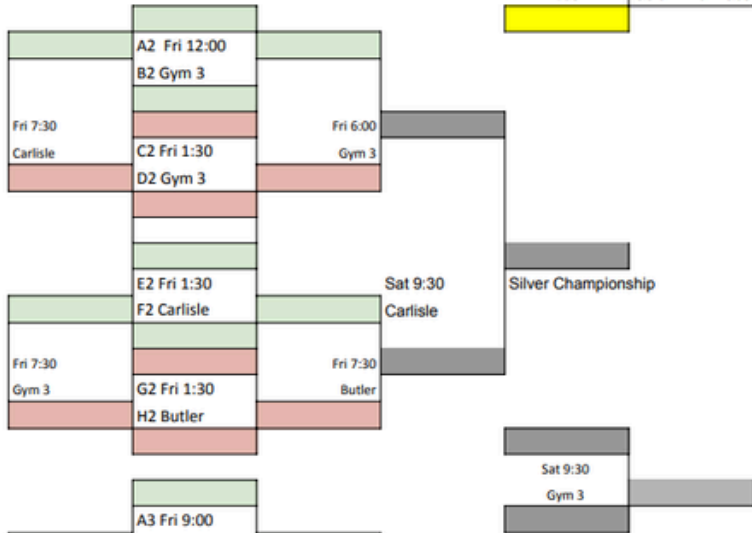 A2 Fri 12:00
B2 Gym 3
Fri 7:30
Carlisle
Fri 6:00
Gym 3
C2 Fri 1:30
D2 Gym 3
E2 Fri 1:30
F2 Carlisle
Sat 9:30
Carlisle
Silver Championship
Fri 7:30
Gym 3
Fri 7:30
Butler
G2 Fri 1:30
H2 Butler
Sat 9:30
Gym 3
A3 Fri 9:00